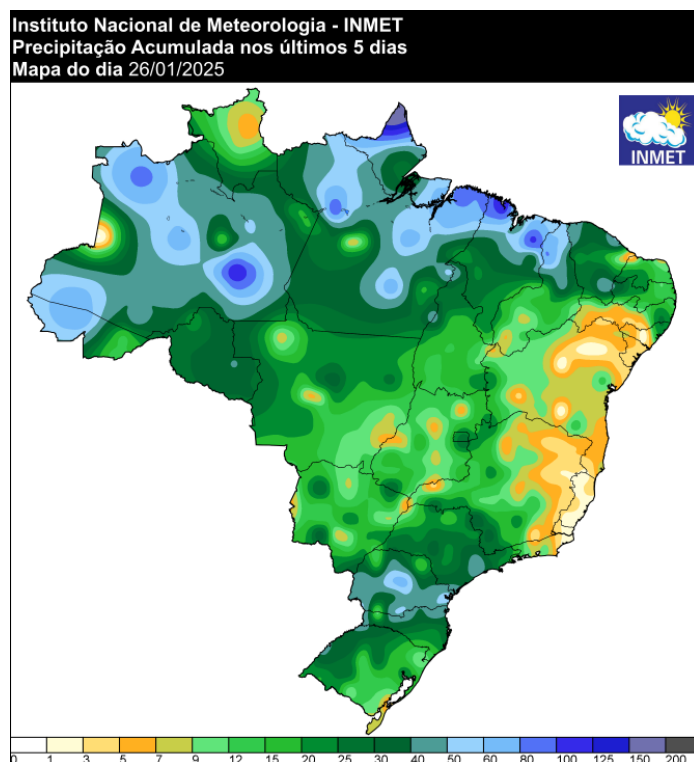 Instituto Nacional de Meteorologia - INMET
Precipitação Acumulada nos últimos 5 dias
Mapa do dia 26/01/2025
INMET
0 1 3 5 7 9 12 15 20 25 30 40 50 60 80 100 125 150 200